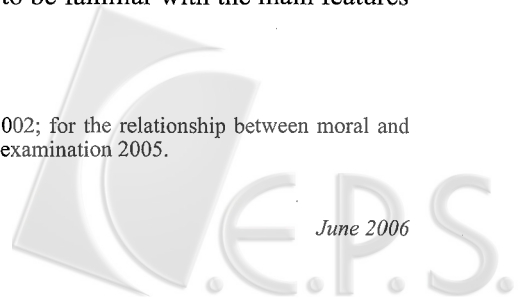 to be familiar with the main features
002; for the relationship between moral and
examination 2005.
June 2006
C.E.P.S.